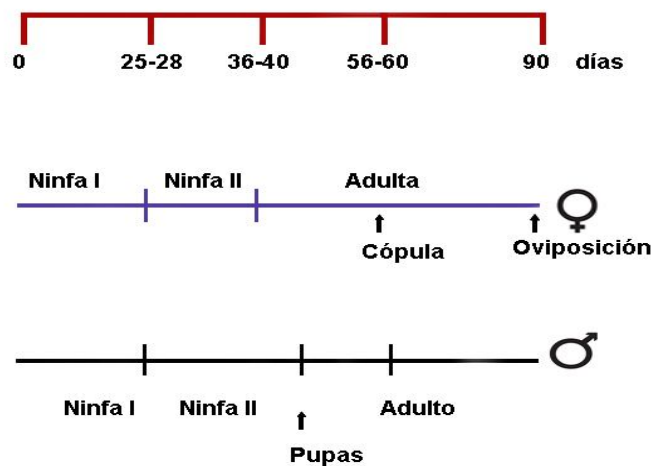 0 25-28 36-40 56-60 90 días
Ninfa I Ninfa II Adulta
Cópula Oviposición
Ninfa I Ninfa II Adulto
Pupas